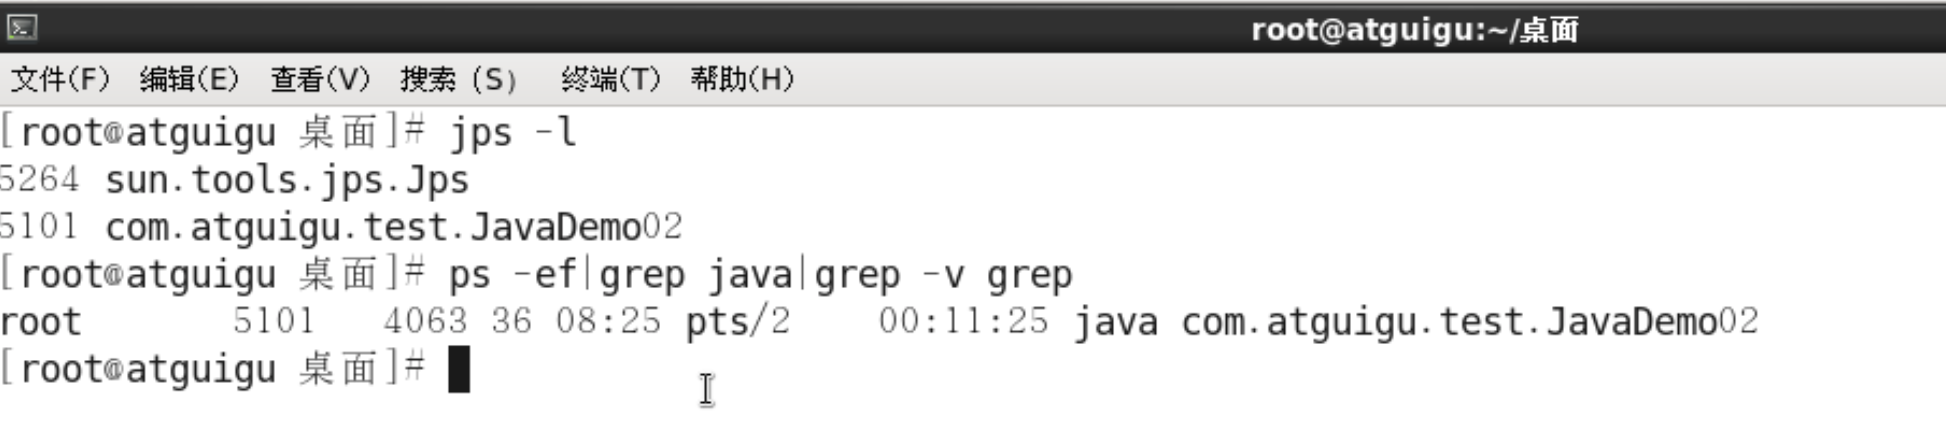 root@atguigu:~/桌面
文件(F) 编辑(E) 查看(V) 搜索 (S) 终端(T) 帮助(H)
[root@atguigu 桌面]# jps -l
5264 sun.tools.jps.Jps
5101 com.atguigu.test.JavaDemo02
[root@atguigu 桌面]# ps -ef|grep java|grep -v grep
root 5101 4063 36 08:25 pts/2 00:11:25 java com.atguigu.test.JavaDemo02
[root@atguigu 桌面]#